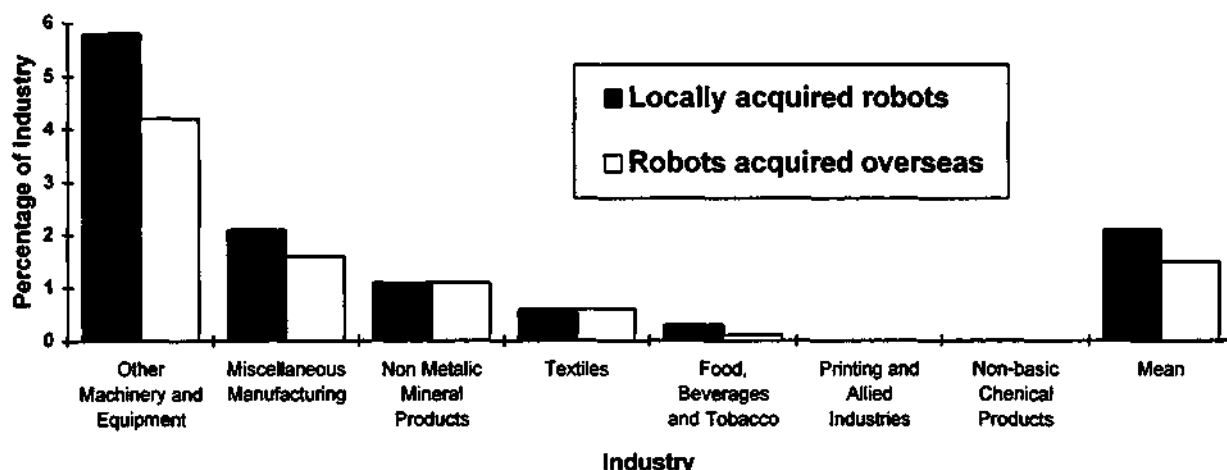 6
5
4
3
2
1
0
Percentage of Industry
Locally acquired robots
Robots acquired overseas
Other
Machinery and
Equipment
Miscellaneous
Manufacturing
Non Metalic
Mineral
Products
Textiles
Food,
Beverages
and Tobacco
Printing and
Allied
Industries
Non-basic
Chenical
Products
Mean
Industry